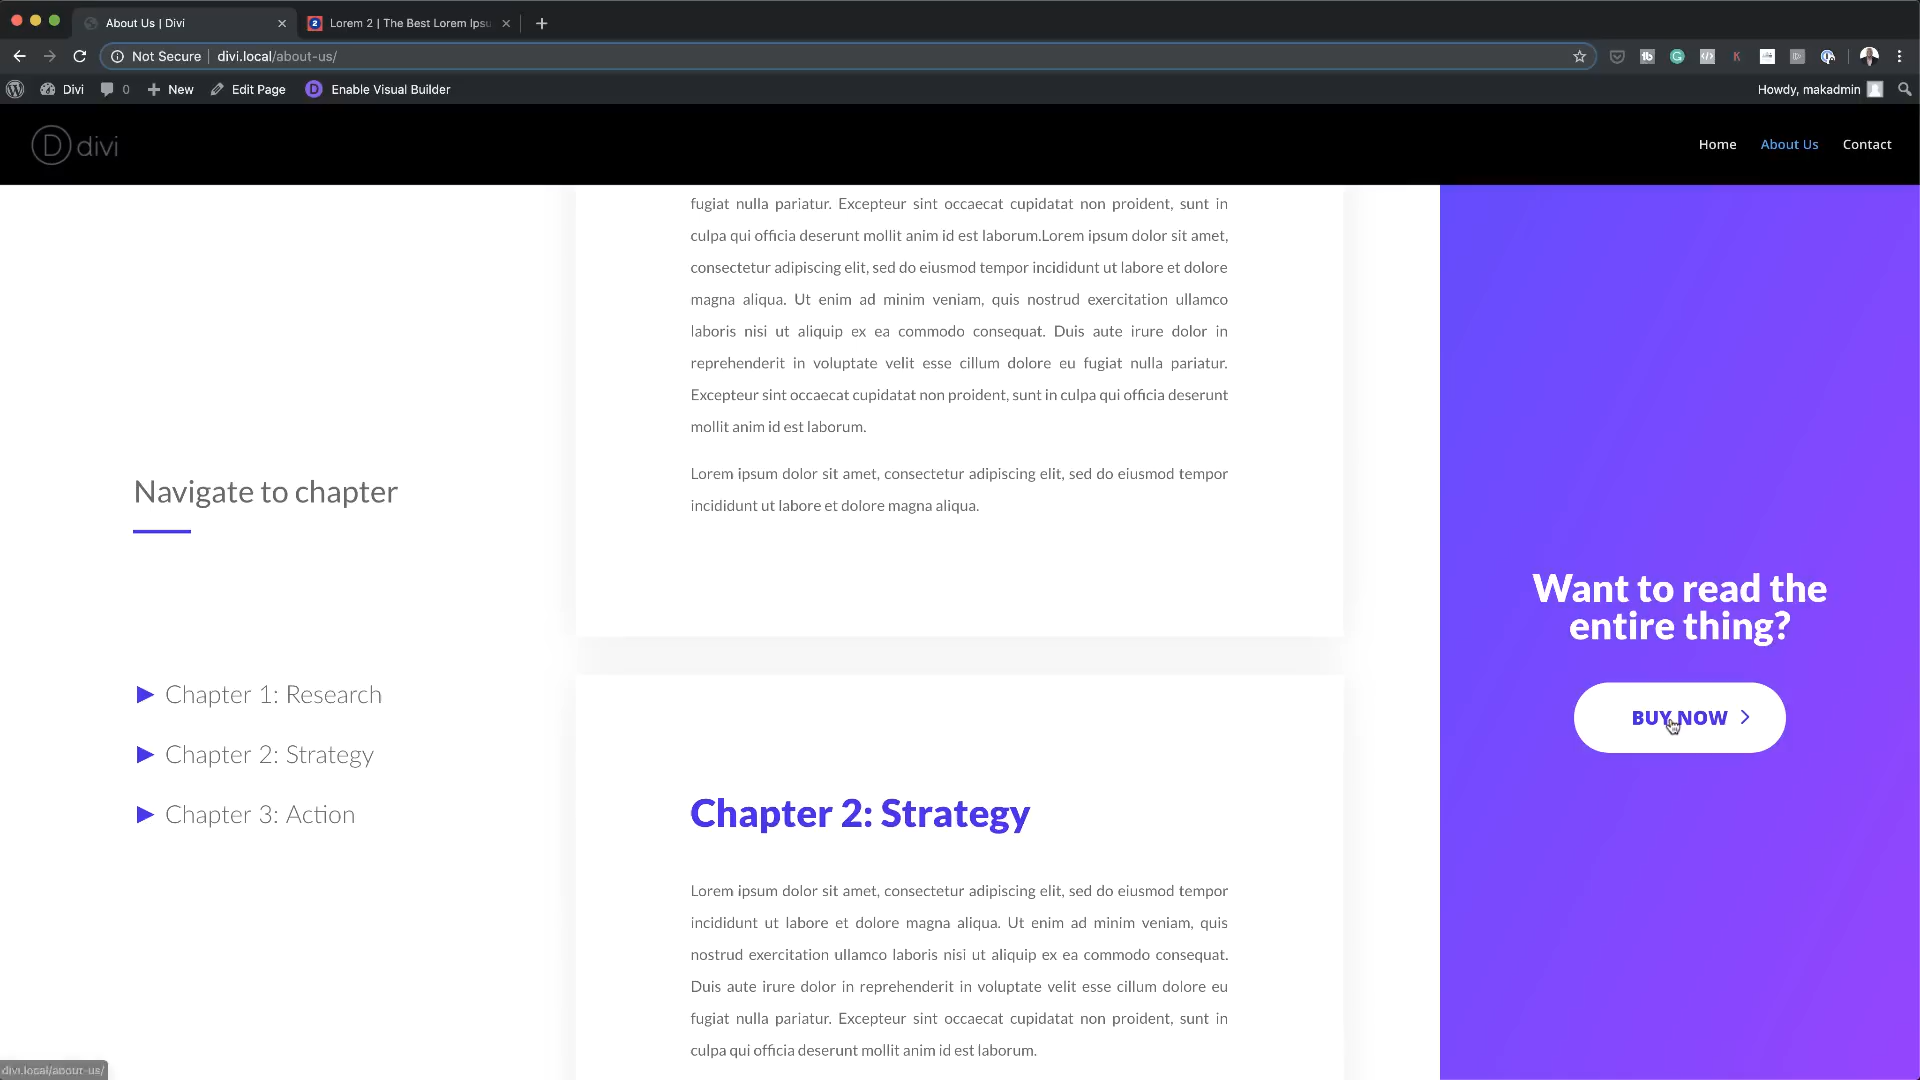 About Us | Divi
Lorem 2 | The Best Lorem Ipsu
Not Secure
divi.local/about-us/
Divi
0
New
Edit Page
Enable Visual Builder
Howdy, makadmin
D divi
Home
About Us
Contact
Navigate to chapter
Chapter 1: Research
Chapter 2: Strategy
Chapter 3: Action
fugiat nulla pariatur. Excepteur sint occaecat cupidatat non proident, sunt in
culpa qui officia deserunt mollit anim id est laborum.Lorem ipsum dolor sit amet,
consectetur adipiscing elit, sed do eiusmod tempor incididunt ut labore et dolore
magna aliqua. Ut enim ad minim veniam, quis nostrud exercitation ullamco
laboris nisi ut aliquip ex ea commodo consequat. Duis aute irure dolor in
reprehenderit in voluptate velit esse cillum dolore eu fugiat nulla pariatur.
Excepteur sint occaecat cupidatat non proident, sunt in culpa qui officia deserunt
mollit anim id est laborum.
Lorem ipsum dolor sit amet, consectetur adipiscing elit, sed do eiusmod tempor
incididunt ut labore et dolore magna aliqua.
Chapter 2: Strategy
Lorem ipsum dolor sit amet, consectetur adipiscing elit, sed do eiusmod tempor
incididunt ut labore et dolore magna aliqua. Ut enim ad minim veniam, quis
nostrud exercitation ullamco laboris nisi ut aliquip ex ea commodo consequat.
Duis aute irure dolor in reprehenderit in voluptate velit esse cillum dolore eu
fugiat nulla pariatur. Excepteur sint occaecat cupidatat non proident, sunt in
culpa qui officia deserunt mollit anim id est laborum.
Want to read the
entire thing?
BUY NOW
divi.local/about-us/